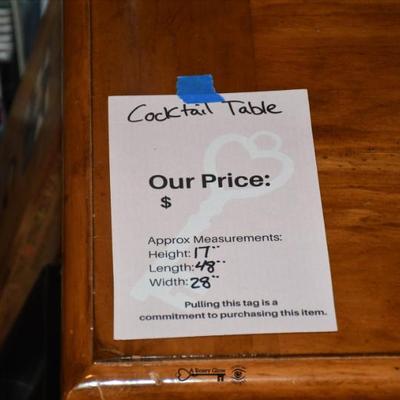 Cocktail Table
Our Price:
$
Approx Measurements:
Height: 17"
Length: 48"
Width: 28"
Pulling this tag is a
commitment to purchasing this item.